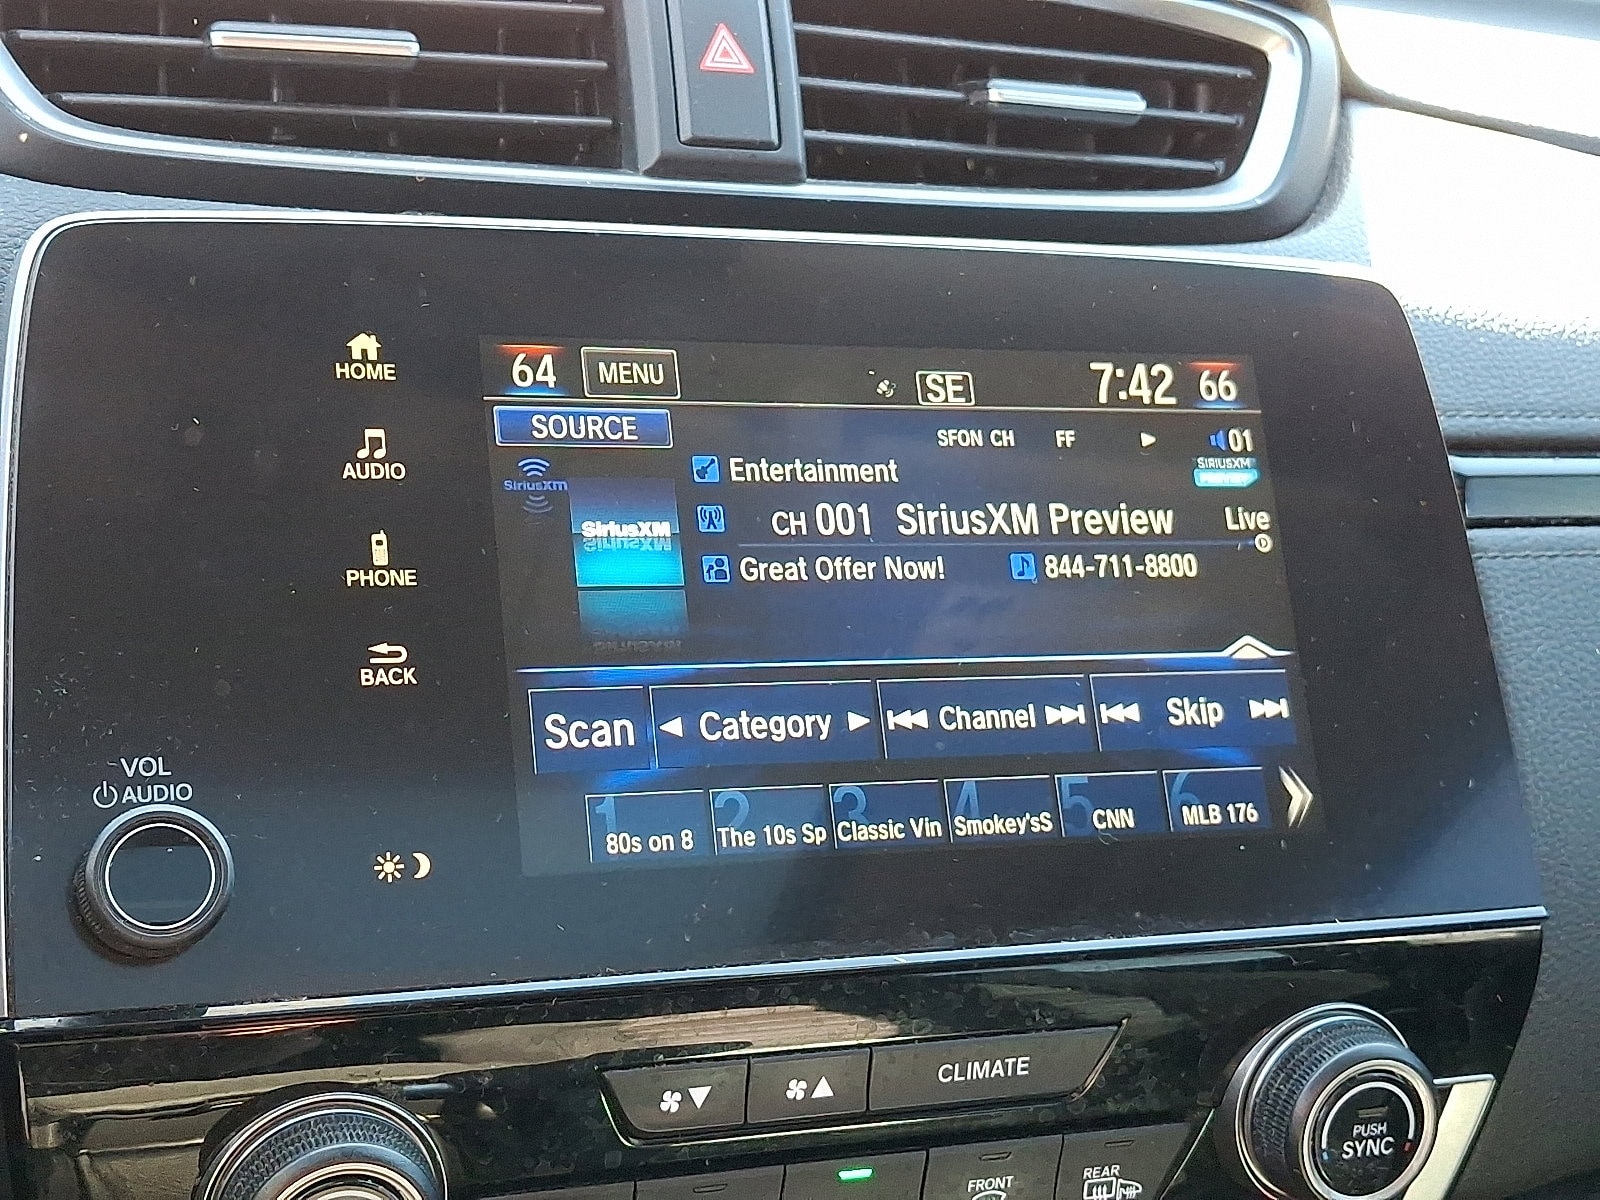 HOME
AUDIO
PHONE
BACK
VOL
AUDIO
64 MENU SE 7:42 66
SOURCE SFON CH FF 01
SiriusXM
Entertainment
SIRIUSXM
SiriusXM
CH 001 SiriusXM Preview Live
Great Offer Now! 844-711-8800
Scan Category Channel Skip
1 2 3 4 5 6
80s on 8 The 10s Sp Classic Vin Smokey'sS CNN MLB 176
CLIMATE
PUSH
SYNC
FRONT
REAR